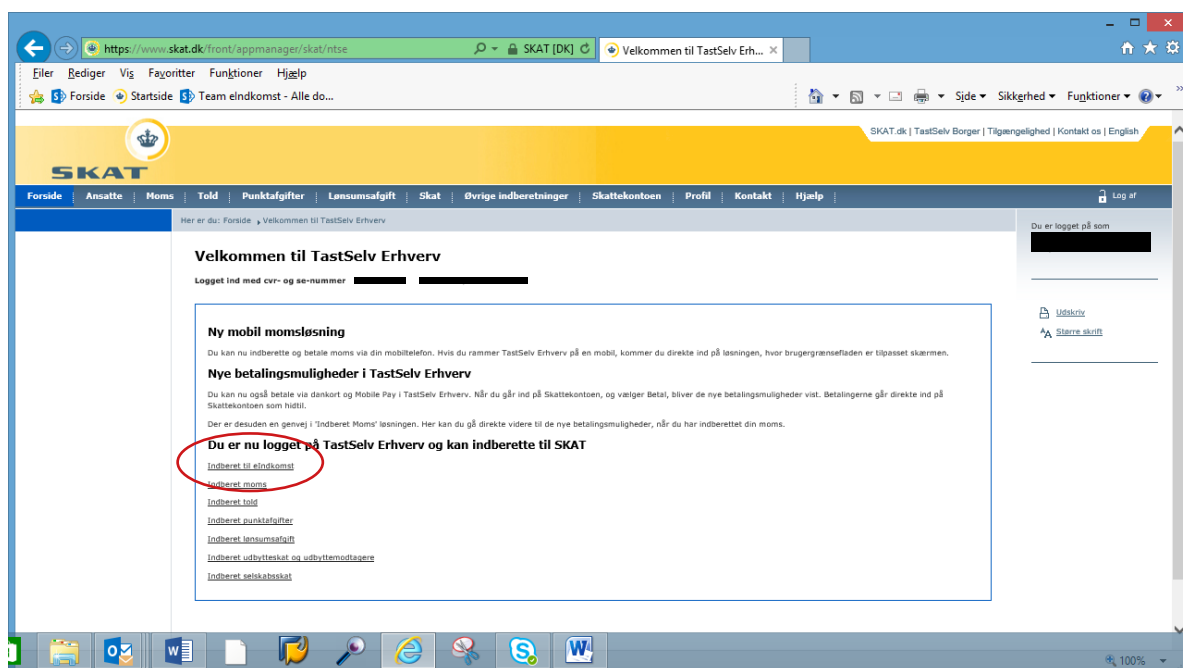 https://www.skat.dk/front/appmanager/skat/ntse
SKAT [DK]
Velkommen til TastSelv Erh...
Filer Rediger Vis Favoritter Funktioner Hjælp
Forside Startside Team eIndkomst - Alle do...
Side Sikkerhed Funktioner
SKAT.dk | TastSelv Borger | Tilgængelighed | Kontakt os | English
SKAT
Forside Ansatte Moms Told Punktafgifter Lønsumsafgift Skat Øvrige indberetninger Skattekontoen Profil Kontakt Hjælp Log af
Her er du: Forside , Velkommen til TastSelv Erhverv
Du er logget på som
Velkommen til TastSelv Erhverv
Logget ind med cvr- og se-nummer
Udskriv
AA Større skrift
Ny mobil momsløsning
Du kan nu indberette og betale moms via din mobiltelefon. Hvis du rammer TastSelv Erhverv på en mobil, kommer du direkte ind på løsningen, hvor brugergrænsefladen er tilpasset skærmen.
Nye betalingsmuligheder i TastSelv Erhverv
Du kan nu også betale via dankort og Mobile Pay i TastSelv Erhverv. Når du går ind på Skattekontoen, og vælger Betal, bliver de nye betalingsmuligheder vist. Betalingerne går direkte ind på
Skattekontoen som hidtil.
Der er desuden en genvej i 'Indberet Moms' løsningen. Her kan du gå direkte videre til de nye betalingsmuligheder, når du har indberettet din moms.
Du er nu logget på TastSelv Erhverv og kan indberette til SKAT
Indberet til eIndkomst
Indberet moms
Indberet told
Indberet punktafgifter
Indberet lønsumsafgift
Indberet udbytteskat og udbyttemodtagere
Indberet selskabsskat
100%